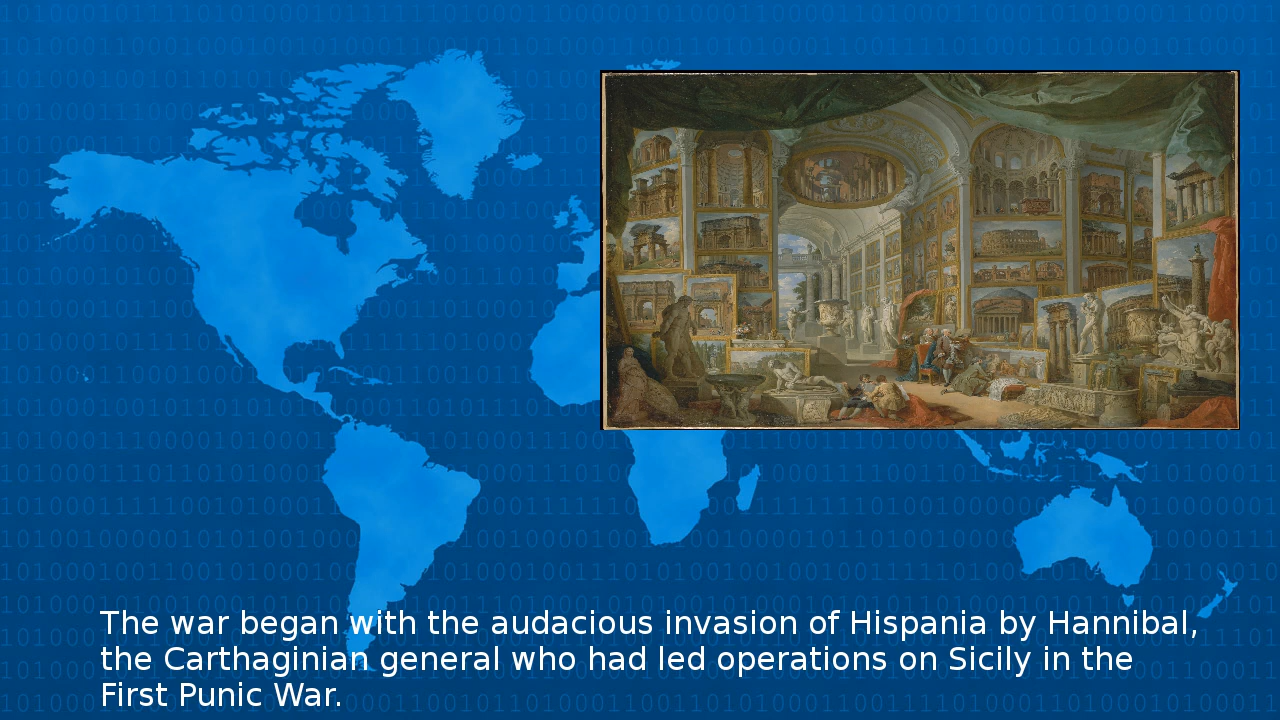 The war began with the audacious invasion of Hispania by Hannibal,
the Carthaginian general who had led operations on Sicily in the
First Punic War.